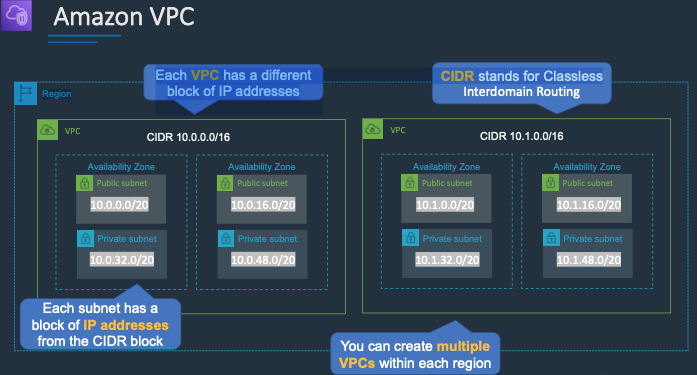 Amazon VPC
Each VPC has a different
block of IP addresses
CIDR stands for Classless
Interdomain Routing
Region
VPC
CIDR 10.0.0.0/16
Availability Zone
Public subnet
10.0.0.0/20
Private subnet
10.0.32.0/20
Availability Zone
Public subnet
10.0.16.0/20
Private subnet
10.0.48.0/20
VPC
CIDR 10.1.0.0/16
Availability Zone
Public subnet
10.1.0.0/20
Private subnet
10.1.32.0/20
Availability Zone
Public subnet
10.1.16.0/20
Private subnet
10.1.48.0/20
Each subnet has a
block of IP addresses
from the CIDR block
You can create multiple
VPCs within each region